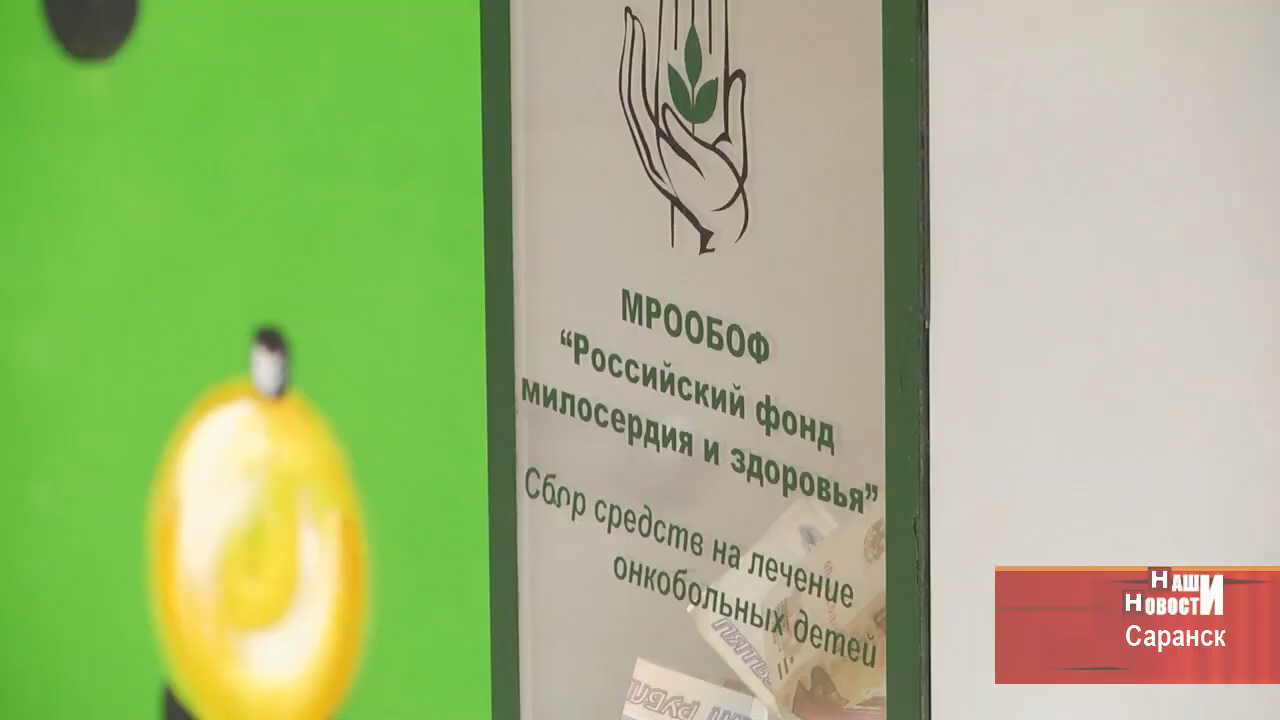 МРООБОФ
“Российский фонд
милосердия и здоровья”
Сбор средств на лечение
онкобольных детей
НАШИ
НОВОСТИ
Саранск